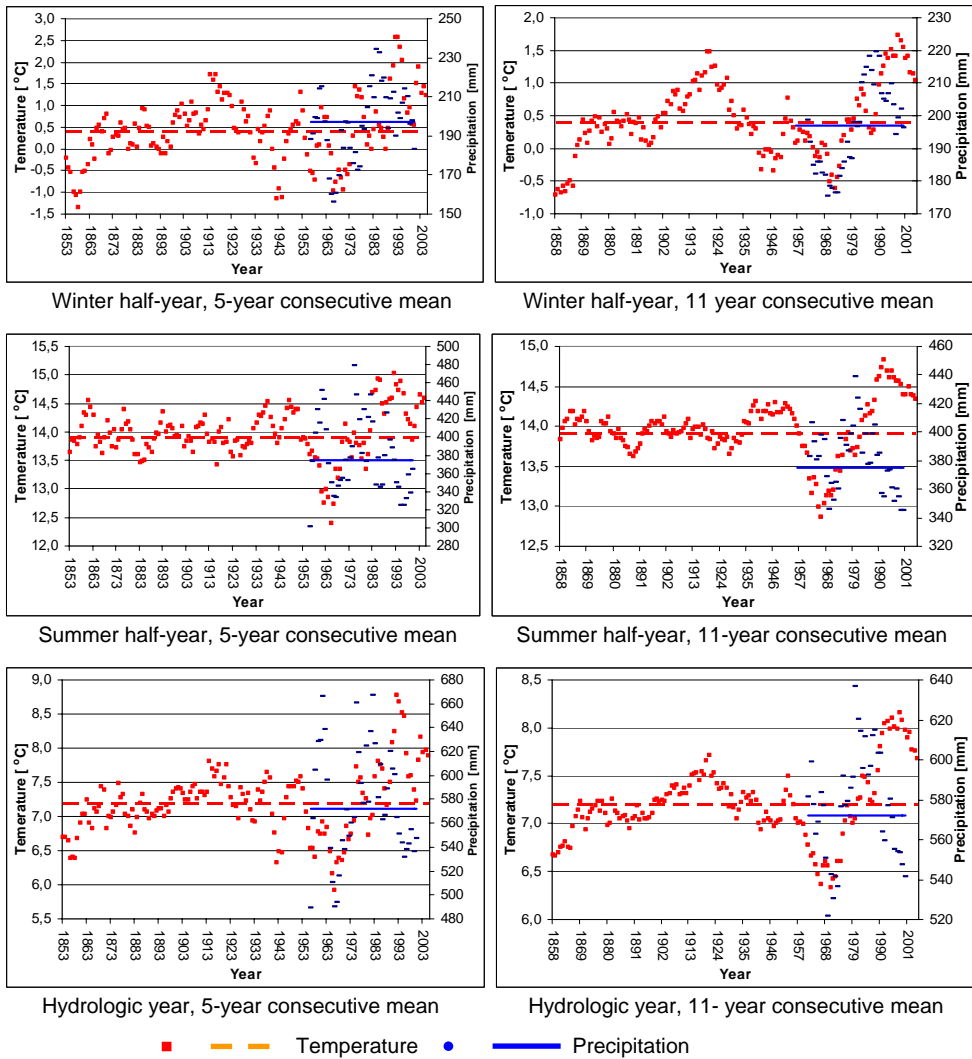 3,0 2,5 2,0 1,5 1,0 0,5 0,0 -0,5 -1,0 -1,5
Temerature [ °C]
250 230 210 190 170 150
Precipitation [mm]
1853 1863 1873 1883 1893 1903 1913 1923 1933 1943 1953 1963 1973 1983 1993 2003
Year
Winter half-year, 5-year consecutive mean
2,0 1,5 1,0 0,5 0,0 -0,5 -1,0
Temerature [ °C]
230 220 210 200 190 180 170
Precipitation [mm]
1858 1869 1880 1891 1902 1913 1924 1935 1946 1957 1968 1979 1990 2001
Year
Winter half-year, 11 year consecutive mean
15,5 15,0 14,5 14,0 13,5 13,0 12,5 12,0
Temerature [ °C]
500 480 460 440 420 400 380 360 340 320 300 280
Precipitation [mm]
1853 1863 1873 1883 1893 1903 1913 1923 1933 1943 1953 1963 1973 1983 1993 2003
Year
Summer half-year, 5-year consecutive mean
15,0 14,5 14,0 13,5 13,0 12,5
Temerature [ °C]
460 440 420 400 380 360 340 320
Precipitation [mm]
1858 1869 1880 1891 1902 1913 1924 1935 1946 1957 1968 1979 1990 2001
Year
Summer half-year, 11-year consecutive mean
9,0 8,5 8,0 7,5 7,0 6,5 6,0 5,5
Temerature [ °C]
680 660 640 620 600 580 560 540 520 500 480
Precipitation [mm]
1853 1863 1873 1883 1893 1903 1913 1923 1933 1943 1953 1963 1973 1983 1993 2003
Year
Hydrologic year, 5-year consecutive mean
8,5 8,0 7,5 7,0 6,5 6,0
Temerature [ °C]
640 620 600 580 560 540 520
Precipitation [mm]
1858 1869 1880 1891 1902 1913 1924 1935 1946 1957 1968 1979 1990 2001
Year
Hydrologic year, 11- year consecutive mean
Temperature Precipitation